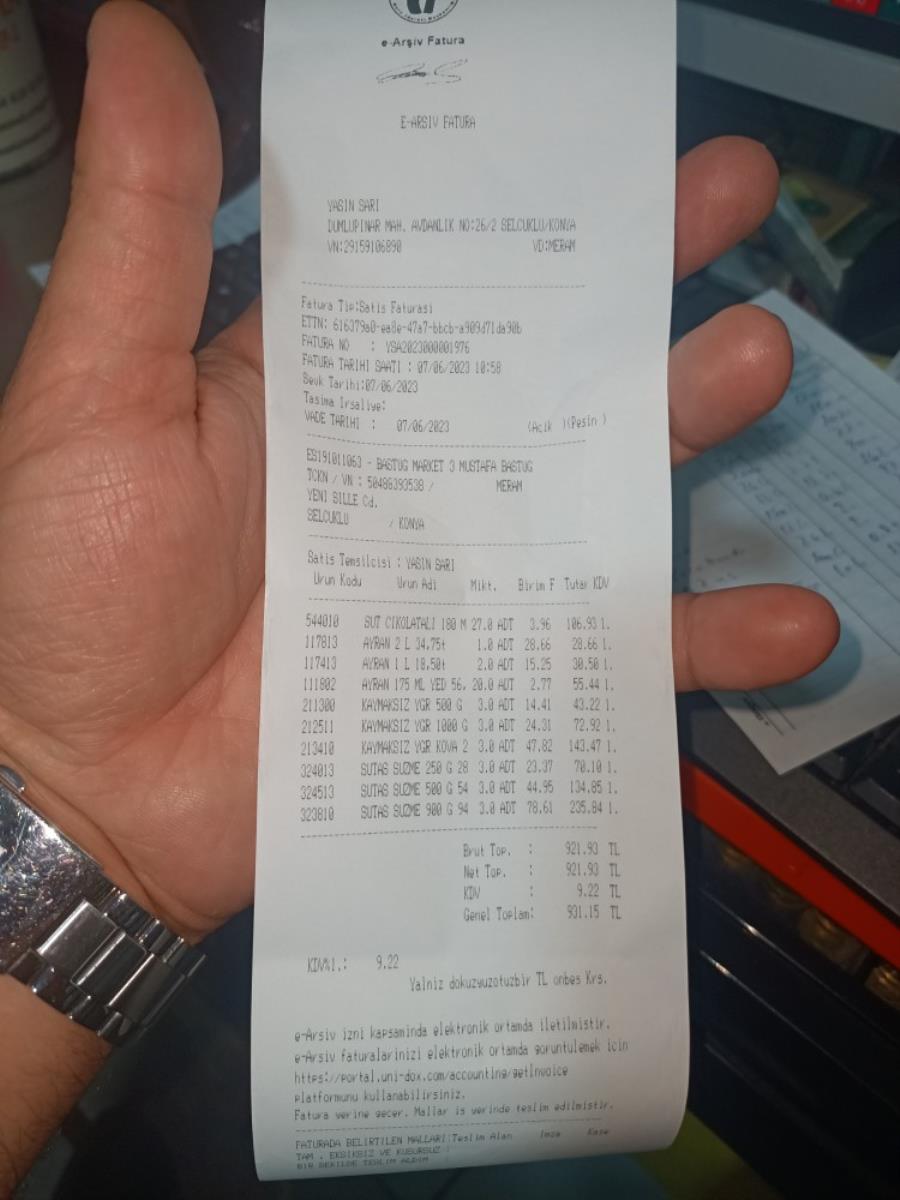 e-Arşiv Fatura
E-ARSIV FATURA
YASIN SARI
DUMLUPINAR MAH. AVDANLIK NO:26/2 SELCUKLU/KONYA
VN:29159106890 VD:MERAM
Fatura Tip:Satis Faturasi
ETTN: 616379a0-ea8e-47a7-bbcb-a909d71da90b
FATURA NO : YSA2023000001976
FATURA TARIHI SAATI : 07/06/2023 10:58
Sevk Tarihi:07/06/2023
Tasima Irsaliye:
VADE TARIHI : 07/06/2023 (Acik )(Pesin )
ES191011063 - BASTUG MARKET 3 MUSTAFA BASTUG
TCKN / VN : 50486393538 / MERAM
YENI SILLE Cd.
SELCUKLU / KONYA
Satis Temsilcisi : YASIN SARI
Urun Kodu Urun Adi Mikt. Birim F Tutar KDV
544010 SUT CIKOLATALI 180 M 27.0 ADT 3.96 106.93 1.
117813 AYRAN 2 L 34,75t 1.0 ADT 28.66 28.66 1.
117413 AYRAN 1 L 18,50t 2.0 ADT 15.25 30.50 1.
111802 AYRAN 175 ML YED 56, 20.0 ADT 2.77 55.44 1.
211300 KAYMAKSIZ YGR 500 G 3.0 ADT 14.41 43.22 1.
212511 KAYMAKSIZ YGR 1000 G 3.0 ADT 24.31 72.92 1.
213410 KAYMAKSIZ YGR KOVA 2 3.0 ADT 47.82 143.47 1.
324013 SUTAS SUZME 250 G 28 3.0 ADT 23.37 70.10 1.
324513 SUTAS SUZME 500 G 54 3.0 ADT 44.95 134.85 1.
323810 SUTAS SUZME 900 G 94 3.0 ADT 78.61 235.84 1.
Brut Top. : 921.93 TL
Net Top. : 921.93 TL
KDV : 9.22 TL
Genel Toplam: 931.15 TL
KDV%1.: 9.22
Yalniz dokuzyuzotuzbir TL onbes Krs.
e-Arsiv izni kapsaminda elektronik ortamda iletilmistir.
e-Arsiv faturalarinizi elektronik ortamda goruntulemek icin
https://portal.uni-dox.com/accounting/getInvoice
platformunu kullanabilirsiniz.
Fatura yerine gecer. Mallar is yerinde teslim edilmistir.
FATURADA BELIRTILEN MALLARI Teslim Alan Imza Kase
TAM , EKSIKSIZ VE KUSURSUZ :
BIR SEKILDE TESLIM ALDIM :